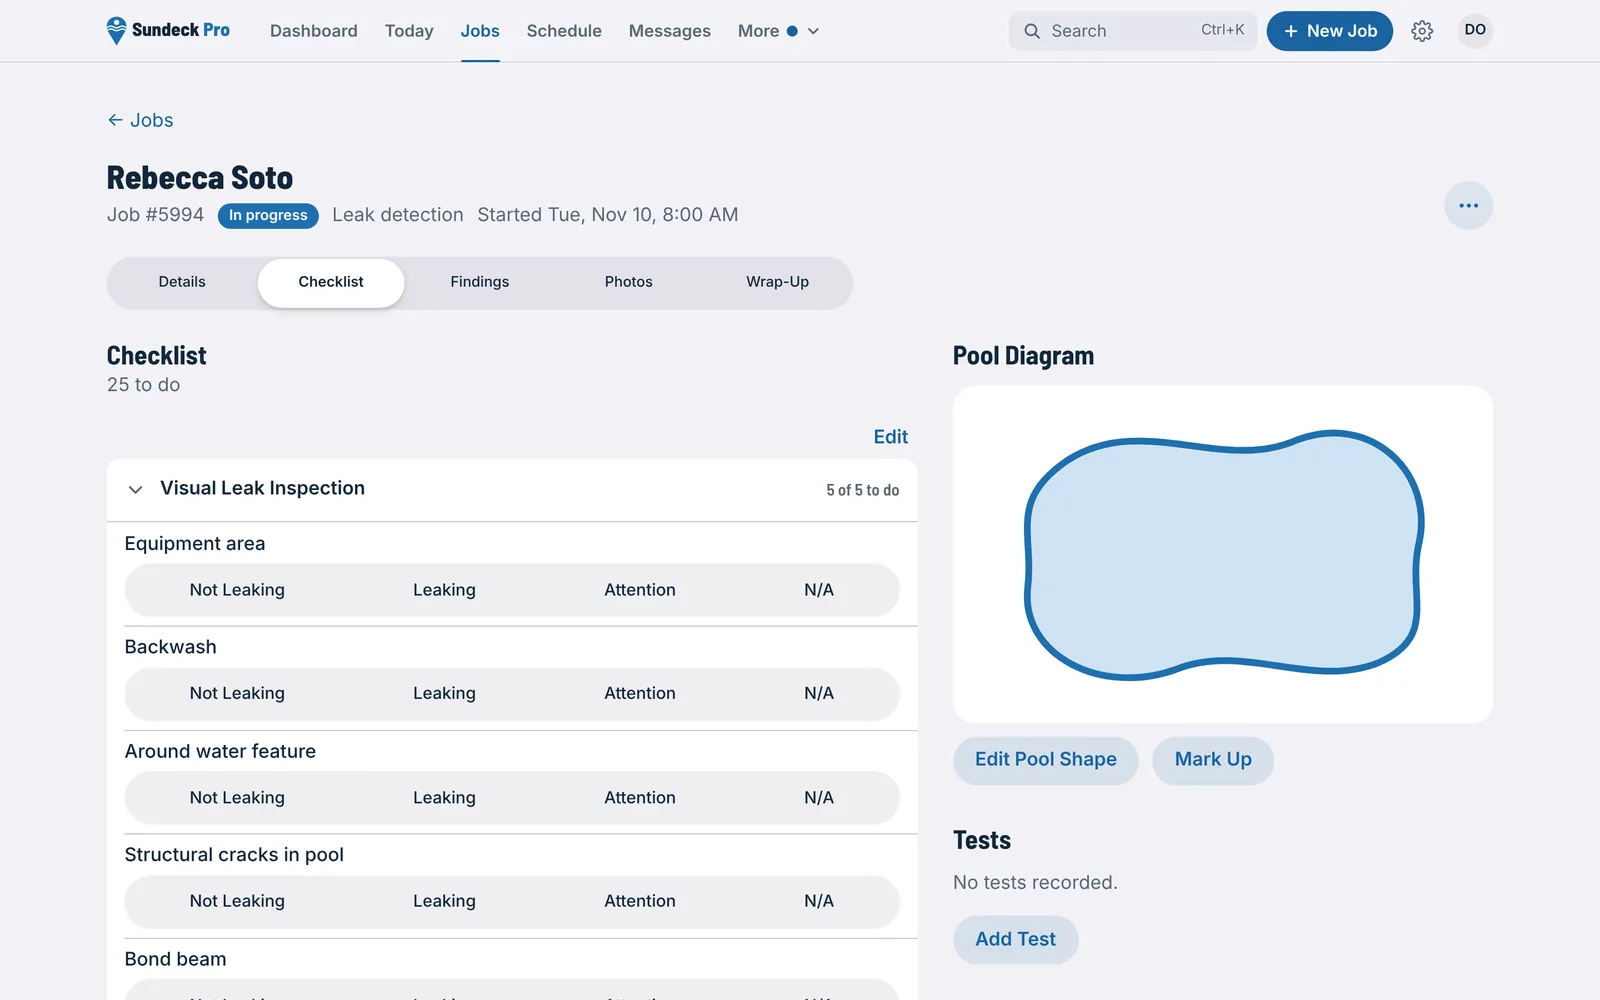 Sundeck Pro
Dashboard
Today
Jobs
Schedule
Messages
More
Search
Ctrl+K
+ New Job
DO
← Jobs
Rebecca Soto
Job #5994
In progress
Leak detection
Started Tue, Nov 10, 8:00 AM
Details
Checklist
Findings
Photos
Wrap-Up
Checklist
25 to do
Edit
Visual Leak Inspection
5 of 5 to do
Equipment area
Not Leaking
Leaking
Attention
N/A
Backwash
Not Leaking
Leaking
Attention
N/A
Around water feature
Not Leaking
Leaking
Attention
N/A
Structural cracks in pool
Not Leaking
Leaking
Attention
N/A
Bond beam
Pool Diagram
Edit Pool Shape
Mark Up
Tests
No tests recorded.
Add Test